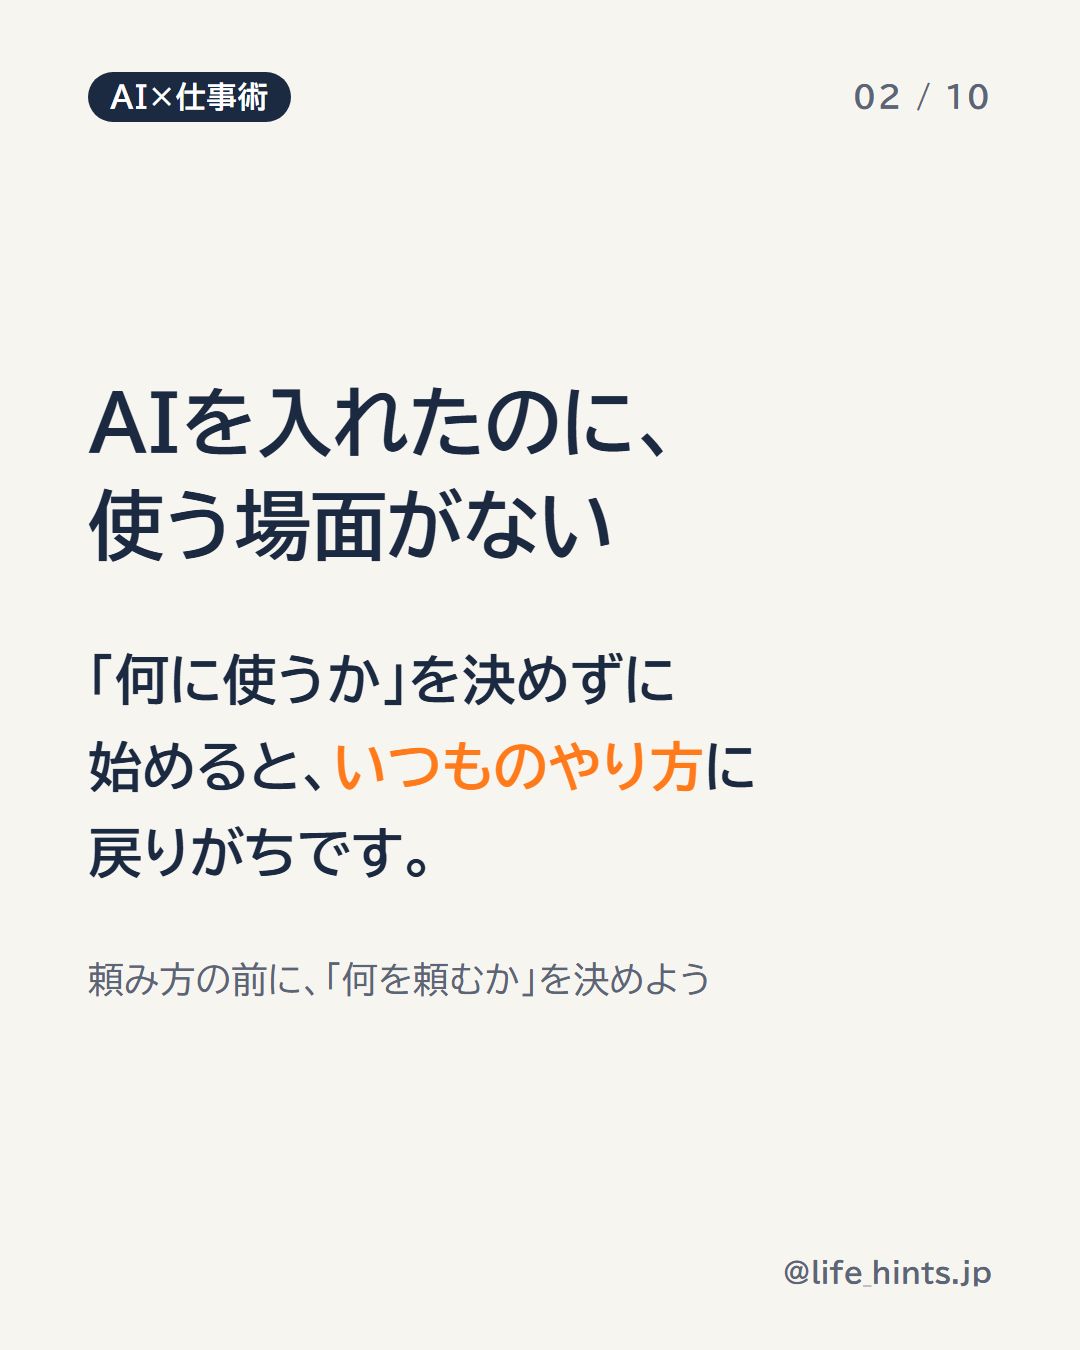 AI×仕事術
02 / 10
AIを入れたのに、
使う場面がない
「何に使うか」を決めずに
始めると、いつものやり方に
戻りがちです。
頼み方の前に、「何を頼むか」を決めよう
@life_hints.jp